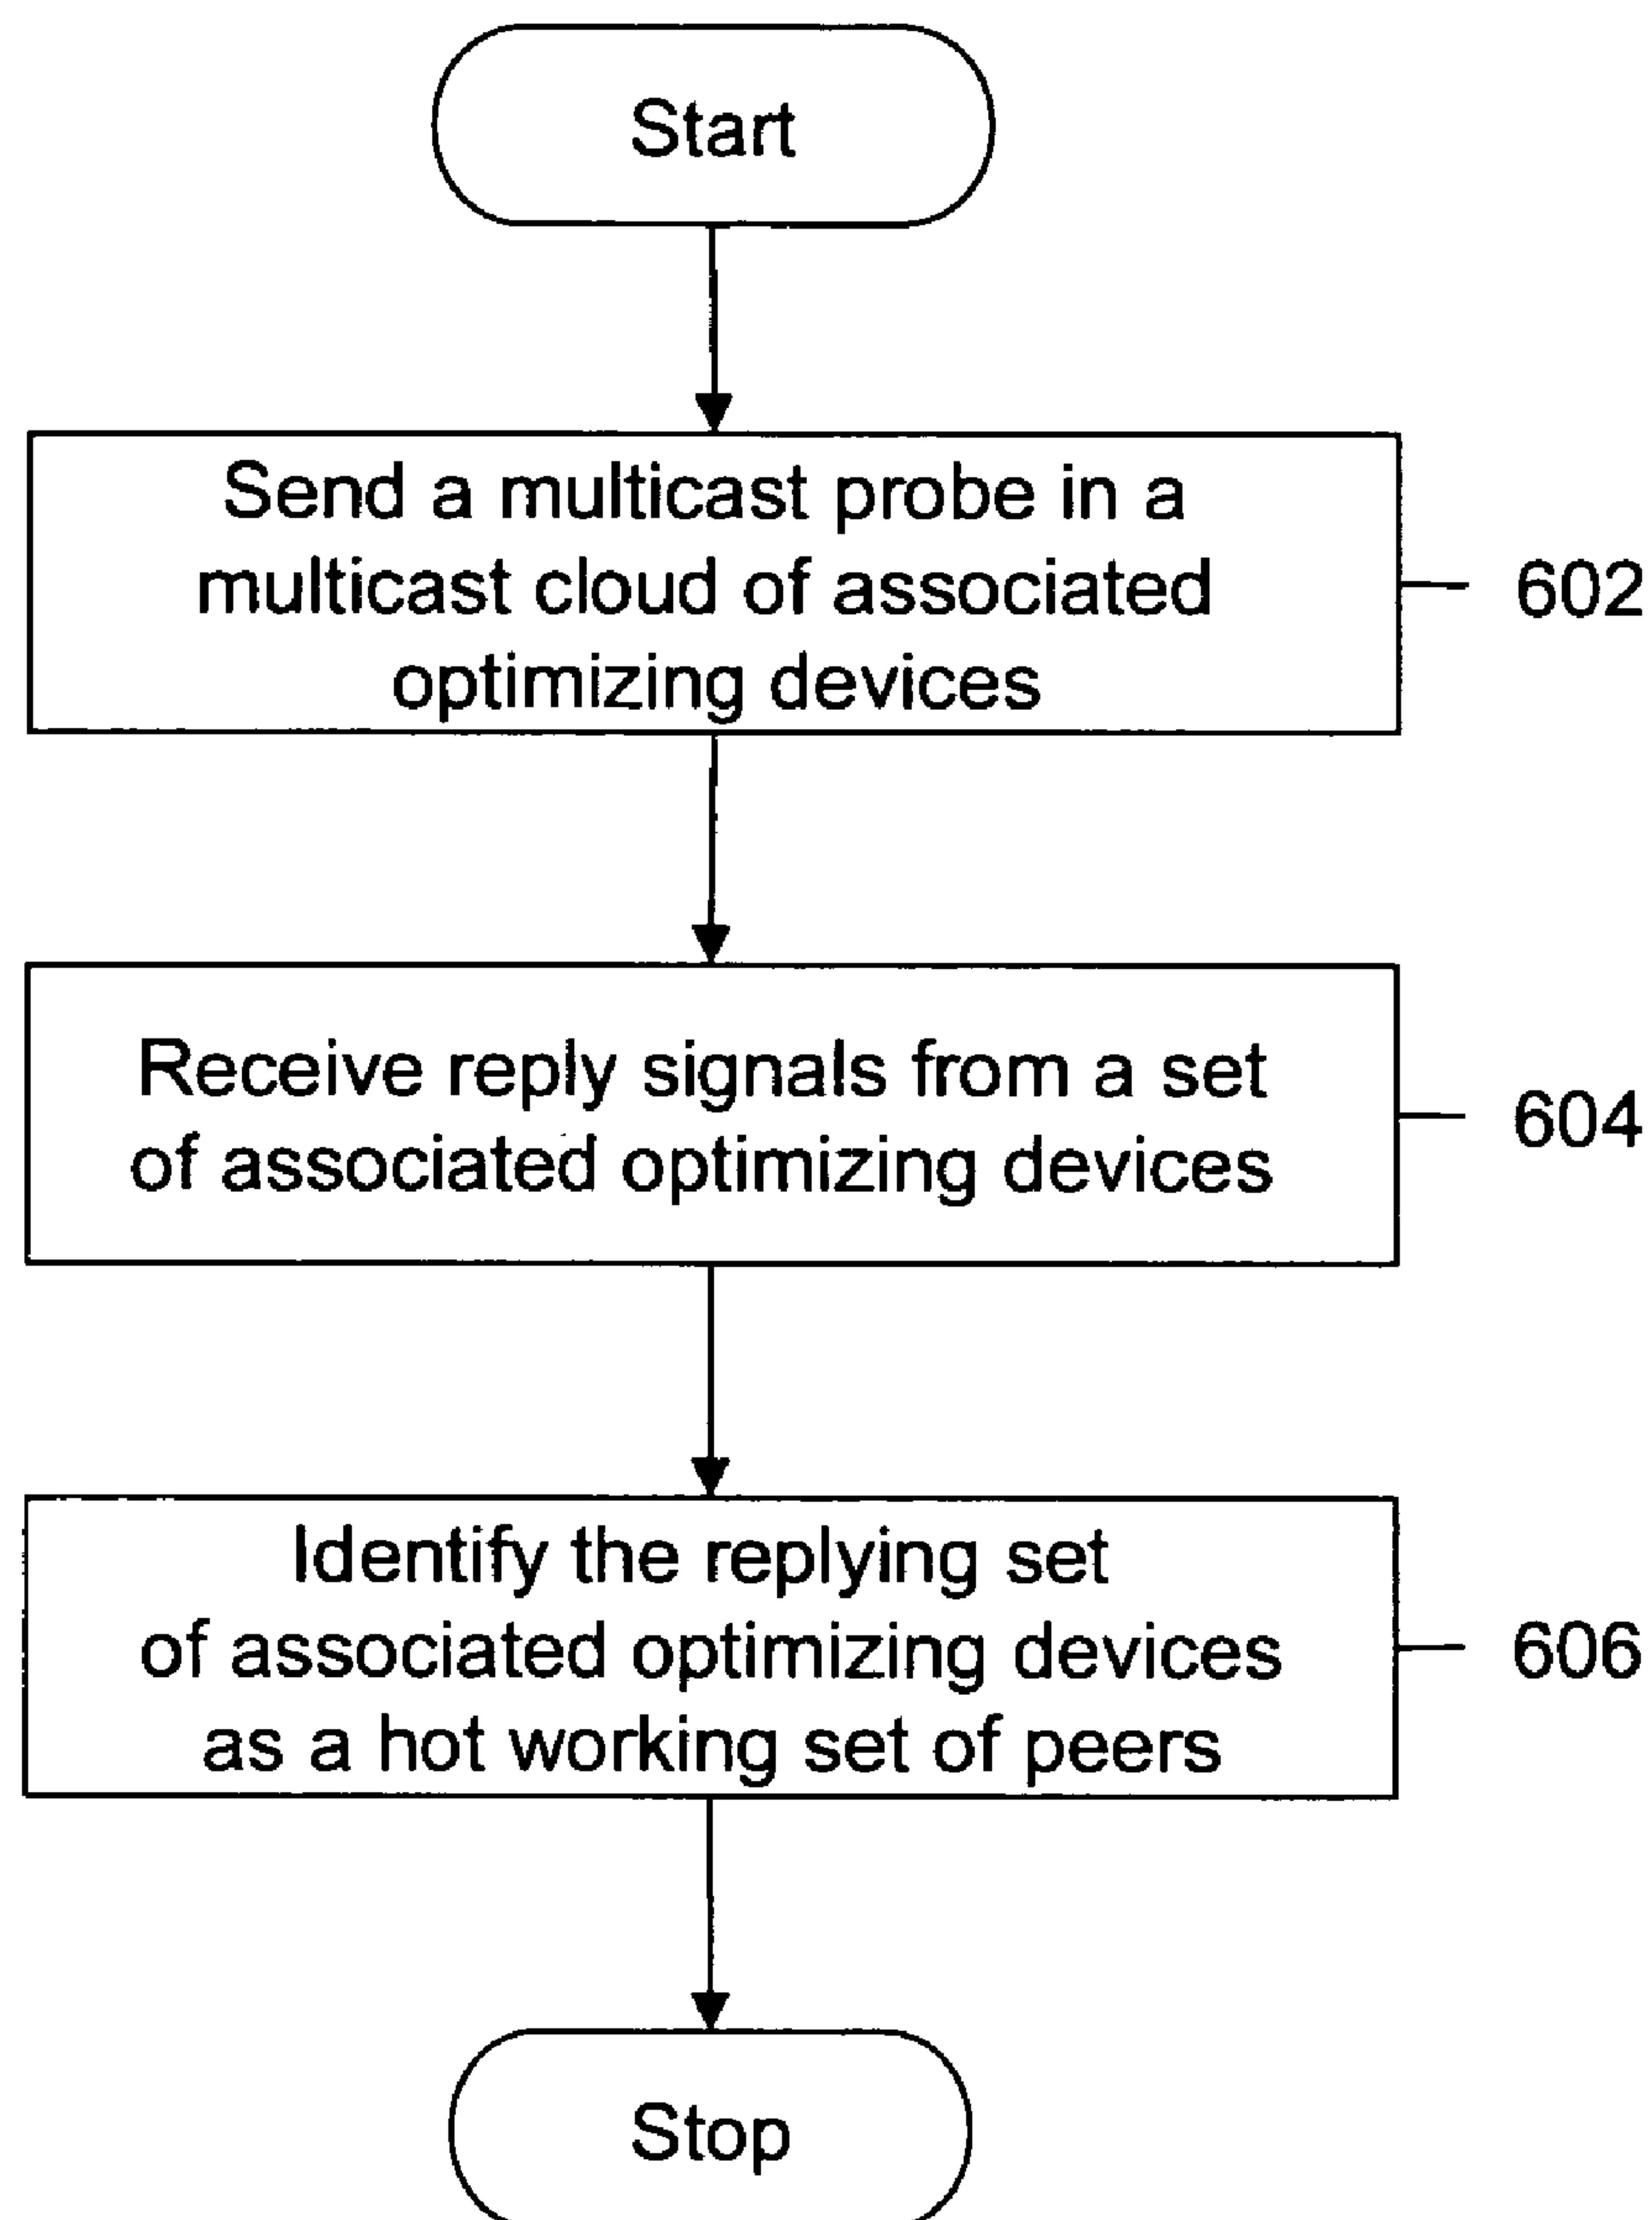 Start
Send a multicast probe in a
multicast cloud of associated
optimizing devices
602
Receive reply signals from a set
of associated optimizing devices
604
Identify the replying set
of associated optimizing devices
as a hot working set of peers
606
Stop